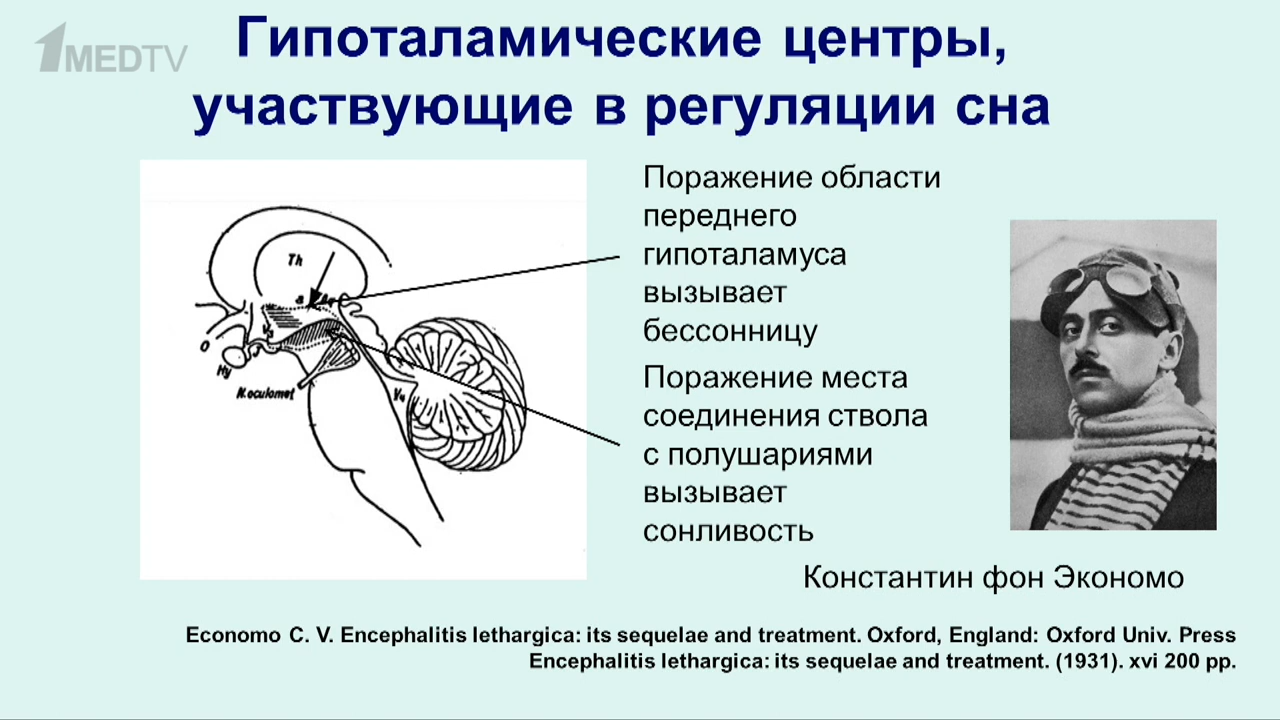 1MEDTV
Гипоталамические центры,
участвующие в регуляции сна
Поражение области
переднего
гипоталамуса
вызывает
бессонницу
Поражение места
соединения ствола
с полушариями
вызывает
сонливость
Th
O
Hy
N.oculomot
Константин фон Экономо
Economo C. V. Encephalitis lethargica: its sequelae and treatment. Oxford, England: Oxford Univ. Press
Encephalitis lethargica: its sequelae and treatment. (1931). xvi 200 pp.